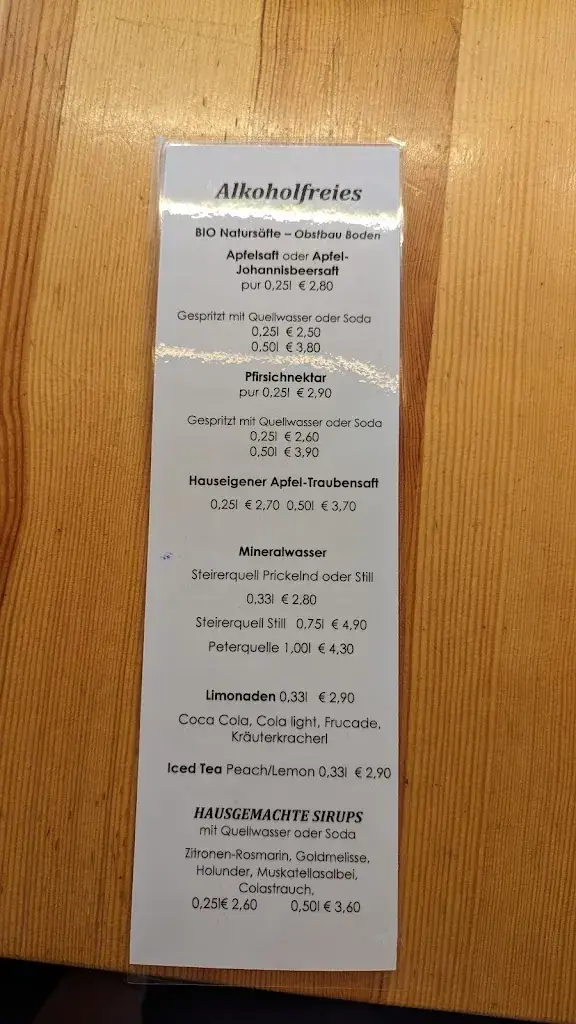 Alkoholfreies
BIO Natursäfte – Obstbau Boden
Apfelsaft oder Apfel-
Johannisbeersaft
pur 0,25l € 2,80
Gespritzt mit Quellwasser oder Soda
0,25l € 2,50
0,50l € 3,80
Pfirsichnektar
pur 0,25l € 2,90
Gespritzt mit Quellwasser oder Soda
0,25l € 2,60
0,50l € 3,90
Hauseigener Apfel-Traubensaft
0,25l € 2,70 0,50l € 3,70
Mineralwasser
Steirerquell Prickelnd oder Still
0,33l € 2,80
Steirerquell Still 0,75l € 4,90
Peterquelle 1,00l € 4,30
Limonaden 0,33l € 2,90
Coca Cola, Cola light, Frucade,
Kräuterkracherl
Iced Tea Peach/Lemon 0,33l € 2,90
HAUSGEMACHTE SIRUPS
mit Quellwasser oder Soda
Zitronen-Rosmarin, Goldmelisse,
Holunder, Muskatellasalbei,
Colastrauch,
0,25l€ 2,60 0,50l € 3,60